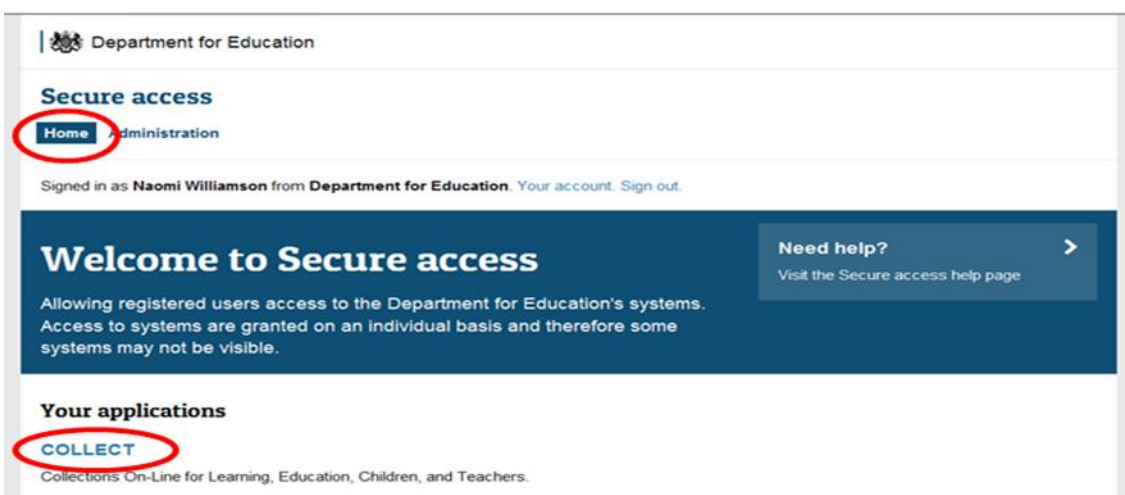 Department for Education
Secure access
Home Administration
Signed in as Naomi Williamson from Department for Education. Your account. Sign out.
Welcome to Secure access
Allowing registered users access to the Department for Education's systems.
Access to systems are granted on an individual basis and therefore some
systems may not be visible.
Need help?
Visit the Secure access help page
Your applications
COLLECT
Collections On-Line for Learning, Education, Children, and Teachers.